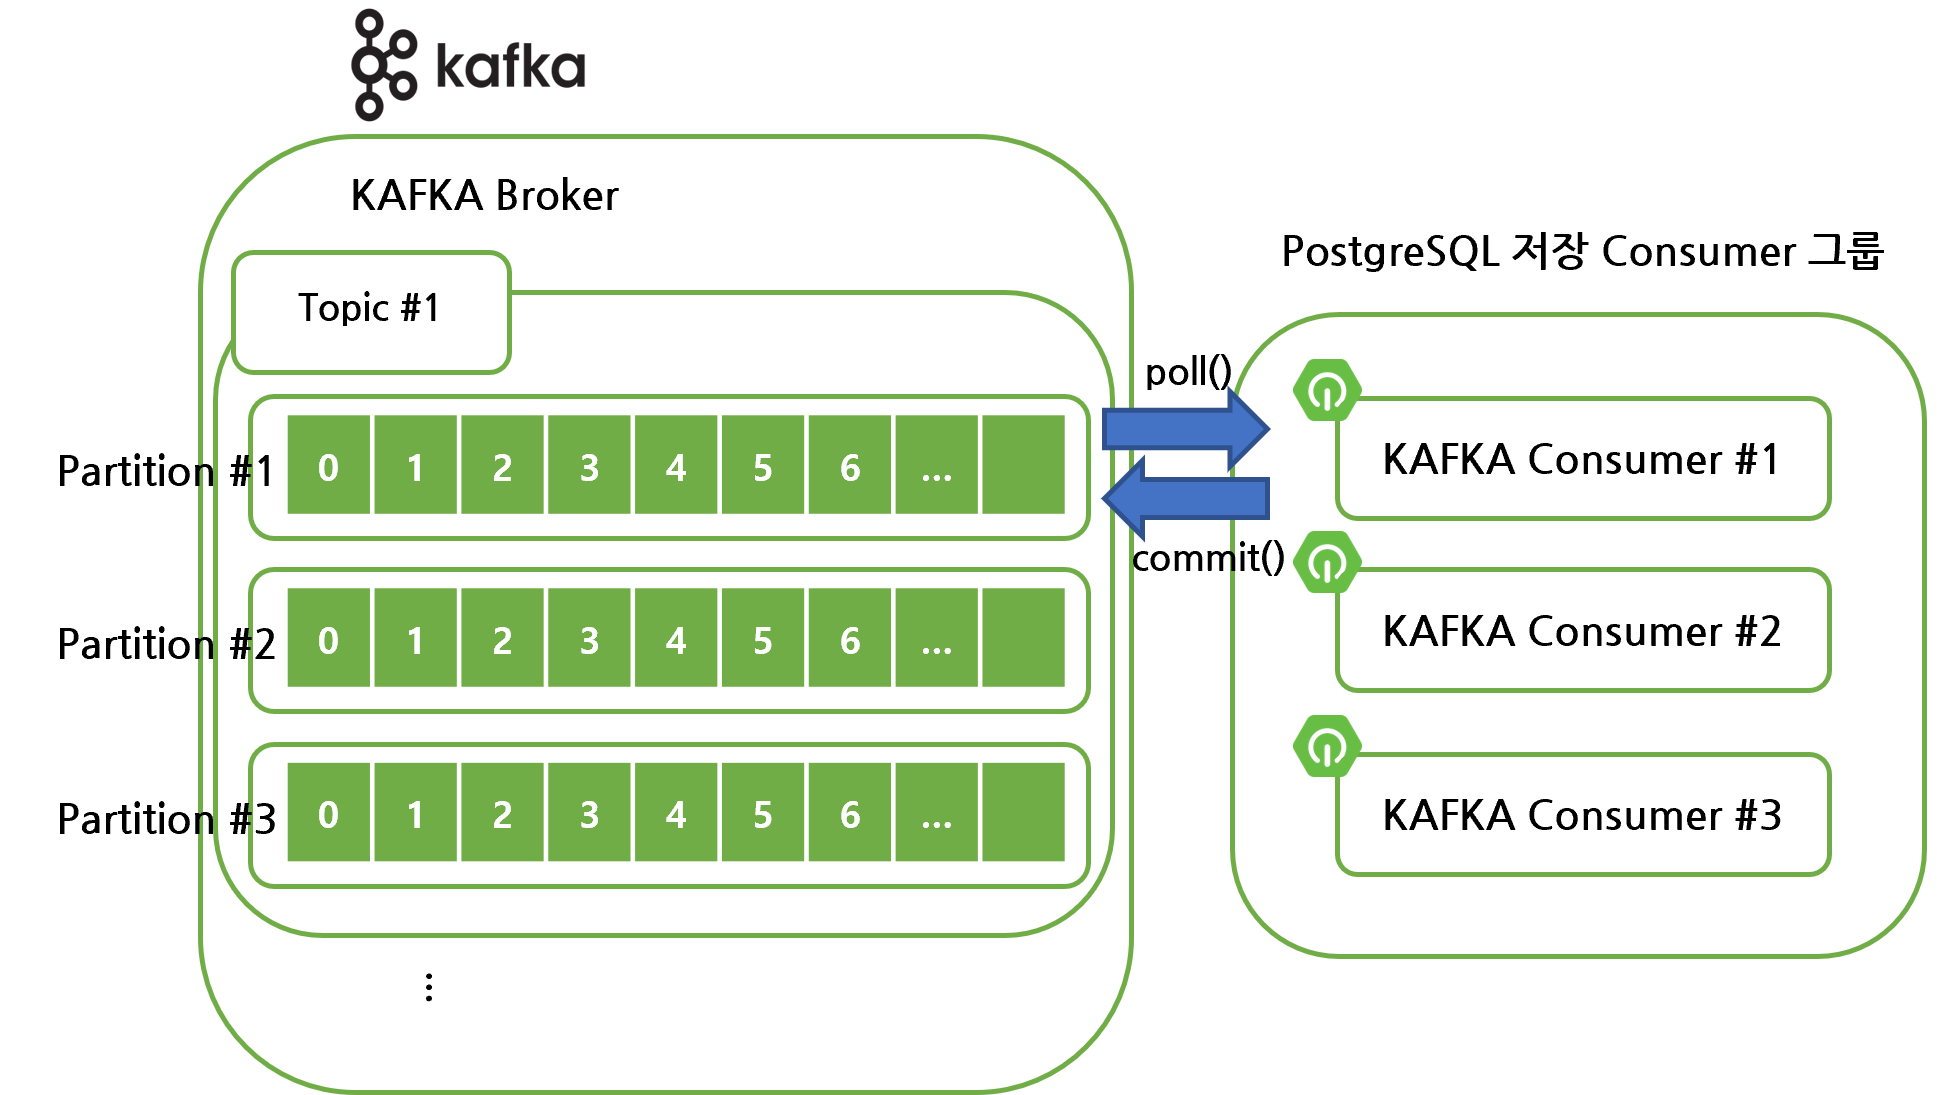 kafka
KAFKA Broker
PostgreSQL 저장 Consumer 그룹
Topic #1
poll()
Partition #1 0 1 2 3 4 5 6 ...
KAFKA Consumer #1
commit()
Partition #2 0 1 2 3 4 5 6 ...
KAFKA Consumer #2
Partition #3 0 1 2 3 4 5 6 ...
KAFKA Consumer #3
⋮